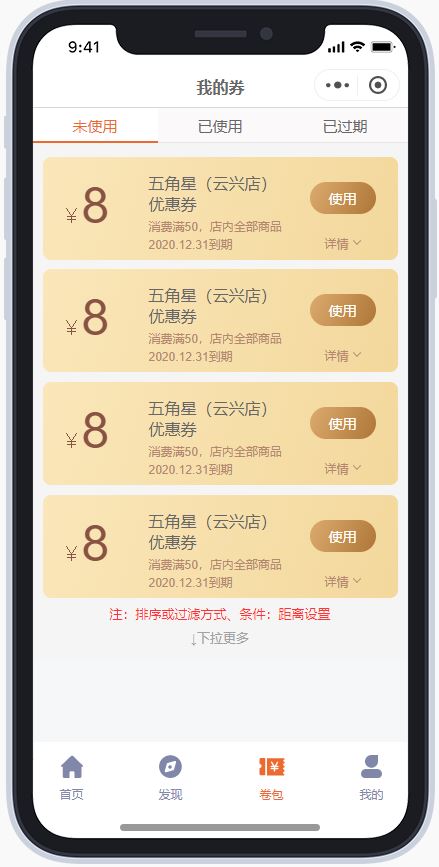 9:41
我的券
未使用 已使用 已过期
￥8
五角星（云兴店）
优惠券
消费满50，店内全部商品
2020.12.31到期
使用
详情
￥8
五角星（云兴店）
优惠券
消费满50，店内全部商品
2020.12.31到期
使用
详情
￥8
五角星（云兴店）
优惠券
消费满50，店内全部商品
2020.12.31到期
使用
详情
￥8
五角星（云兴店）
优惠券
消费满50，店内全部商品
2020.12.31到期
使用
详情
注：排序或过滤方式、条件：距离设置
↓下拉更多
首页 发现 卷包 我的